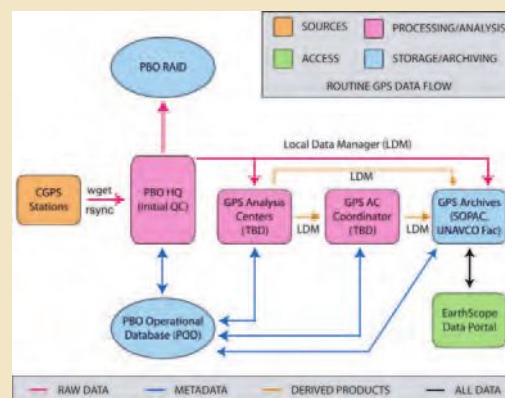 SOURCES
PROCESSING/ANALYSIS
ACCESS
STORAGE/ARCHIVING
ROUTINE GPS DATA FLOW
PBO RAID
Local Data Manager (LDM)
CGPS
Stations
wget
rsync
PBO HQ
(initial QC)
LDM
GPS Analysis
Centers
(TBD)
LDM
GPS AC
Coordinator
(TBD)
LDM
GPS Archives
(SOPAC,
UNAVCO Fac)
PBO Operational
Database (POD)
EarthScope
Data Portal
RAW DATA
METADATA
DERIVED PRODUCTS
ALL DATA